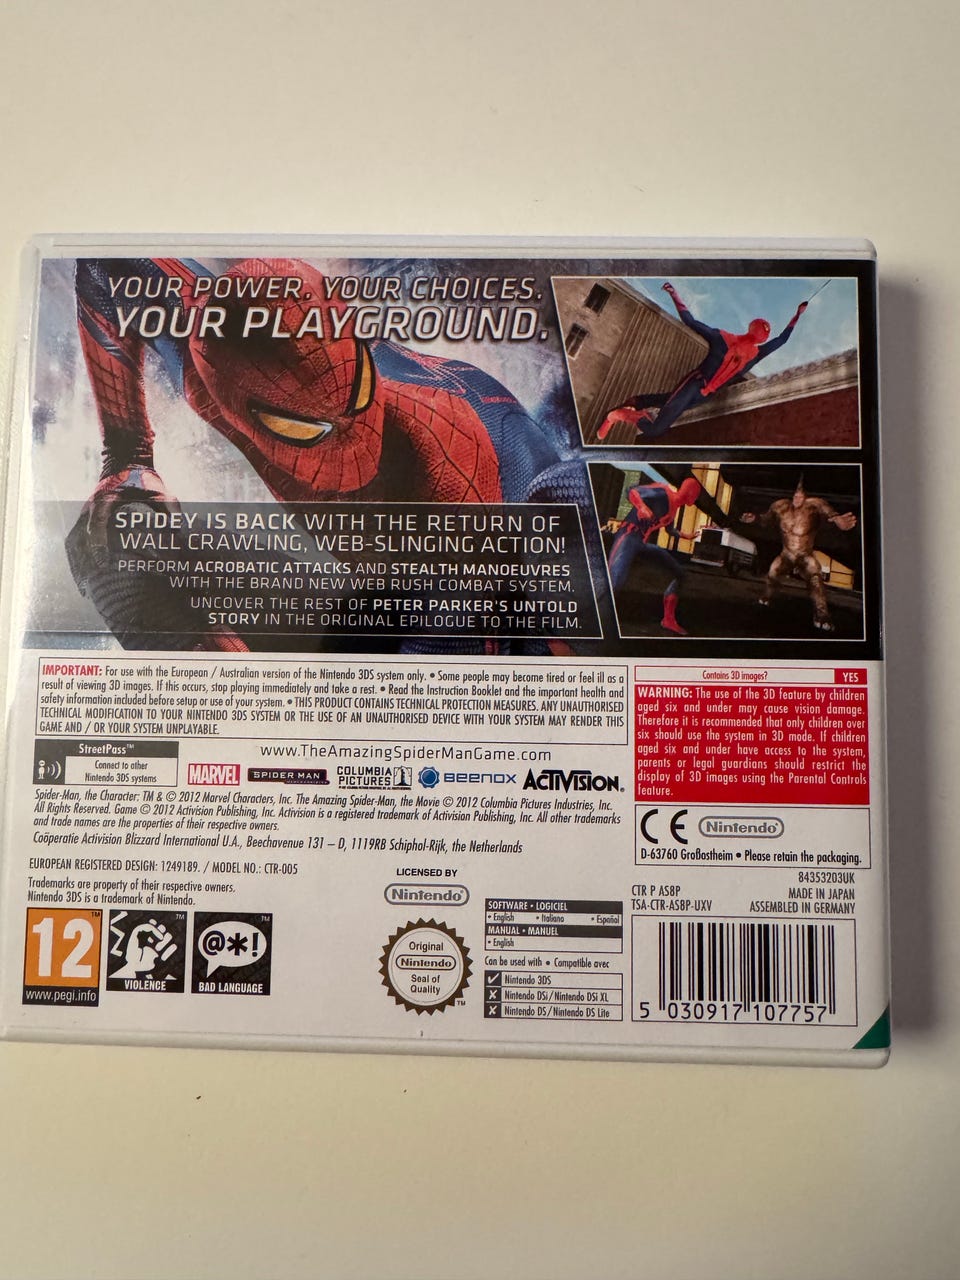 YOUR POWER. YOUR CHOICES.
YOUR PLAYGROUND.
SPIDEY IS BACK WITH THE RETURN OF
WALL CRAWLING, WEB-SLINGING ACTION!
PERFORM ACROBATIC ATTACKS AND STEALTH MANOEUVRES
WITH THE BRAND NEW WEB RUSH COMBAT SYSTEM.
UNCOVER THE REST OF PETER PARKER'S UNTOLD
STORY IN THE ORIGINAL EPILOGUE TO THE FILM.
IMPORTANT: For use with the European / Australian version of the Nintendo 3DS system only. • Some people may become tired or feel ill as a
result of viewing 3D images. If this occurs, stop playing immediately and take a rest. • Read the Instruction Booklet and the important health and
safety information included before setup or use of your system. • THIS PRODUCT CONTAINS TECHNICAL PROTECTION MEASURES. ANY UNAUTHORISED
TECHNICAL MODIFICATION TO YOUR NINTENDO 3DS SYSTEM OR THE USE OF AN UNAUTHORISED DEVICE WITH YOUR SYSTEM MAY RENDER THIS
GAME AND / OR YOUR SYSTEM UNPLAYABLE.
Contains 3D images? YES
WARNING: The use of the 3D feature by children
aged six and under may cause vision damage.
Therefore it is recommended that only children over
six should use the system in 3D mode. If children
aged six and under have access to the system,
parents or legal guardians should restrict the
display of 3D images using the Parental Controls
feature.
StreetPass™
Connect to other
Nintendo 3DS systems
www.TheAmazingSpiderManGame.com
MARVEL
SPIDER MAN
COLUMBIA
PICTURES
BEENOX
ACTIVISION®
Spider-Man, the Character: TM & © 2012 Marvel Characters, Inc. The Amazing Spider-Man, the Movie © 2012 Columbia Pictures Industries, Inc.
All Rights Reserved. Game © 2012 Activision Publishing, Inc. Activision is a registered trademark of Activision Publishing, Inc. All other trademarks
and trade names are the properties of their respective owners.
Coöperatie Activision Blizzard International U.A., Beechavenue 131 – D, 1119RB Schiphol-Rijk, the Netherlands
CE Nintendo®
D-63760 Großostheim • Please retain the packaging.
EUROPEAN REGISTERED DESIGN: 1249189. / MODEL NO.: CTR-005
Trademarks are property of their respective owners.
Nintendo 3DS is a trademark of Nintendo.
LICENSED BY
Nintendo®
84353203UK
CTR P AS8P MADE IN JAPAN
TSA-CTR-AS8P-UXV ASSEMBLED IN GERMANY
12
www.pegi.info
™
VIOLENCE
™
@*!
BAD LANGUAGE
™
Original
Nintendo®
Seal of
Quality
™
SOFTWARE • LOGICIEL
• English • Italiano • Español
MANUAL • MANUEL
• English
Can be used with • Compatible avec
✓ Nintendo 3DS
✗ Nintendo DSi/Nintendo DSi XL
✗ Nintendo DS/Nintendo DS Lite
5 030917 107757